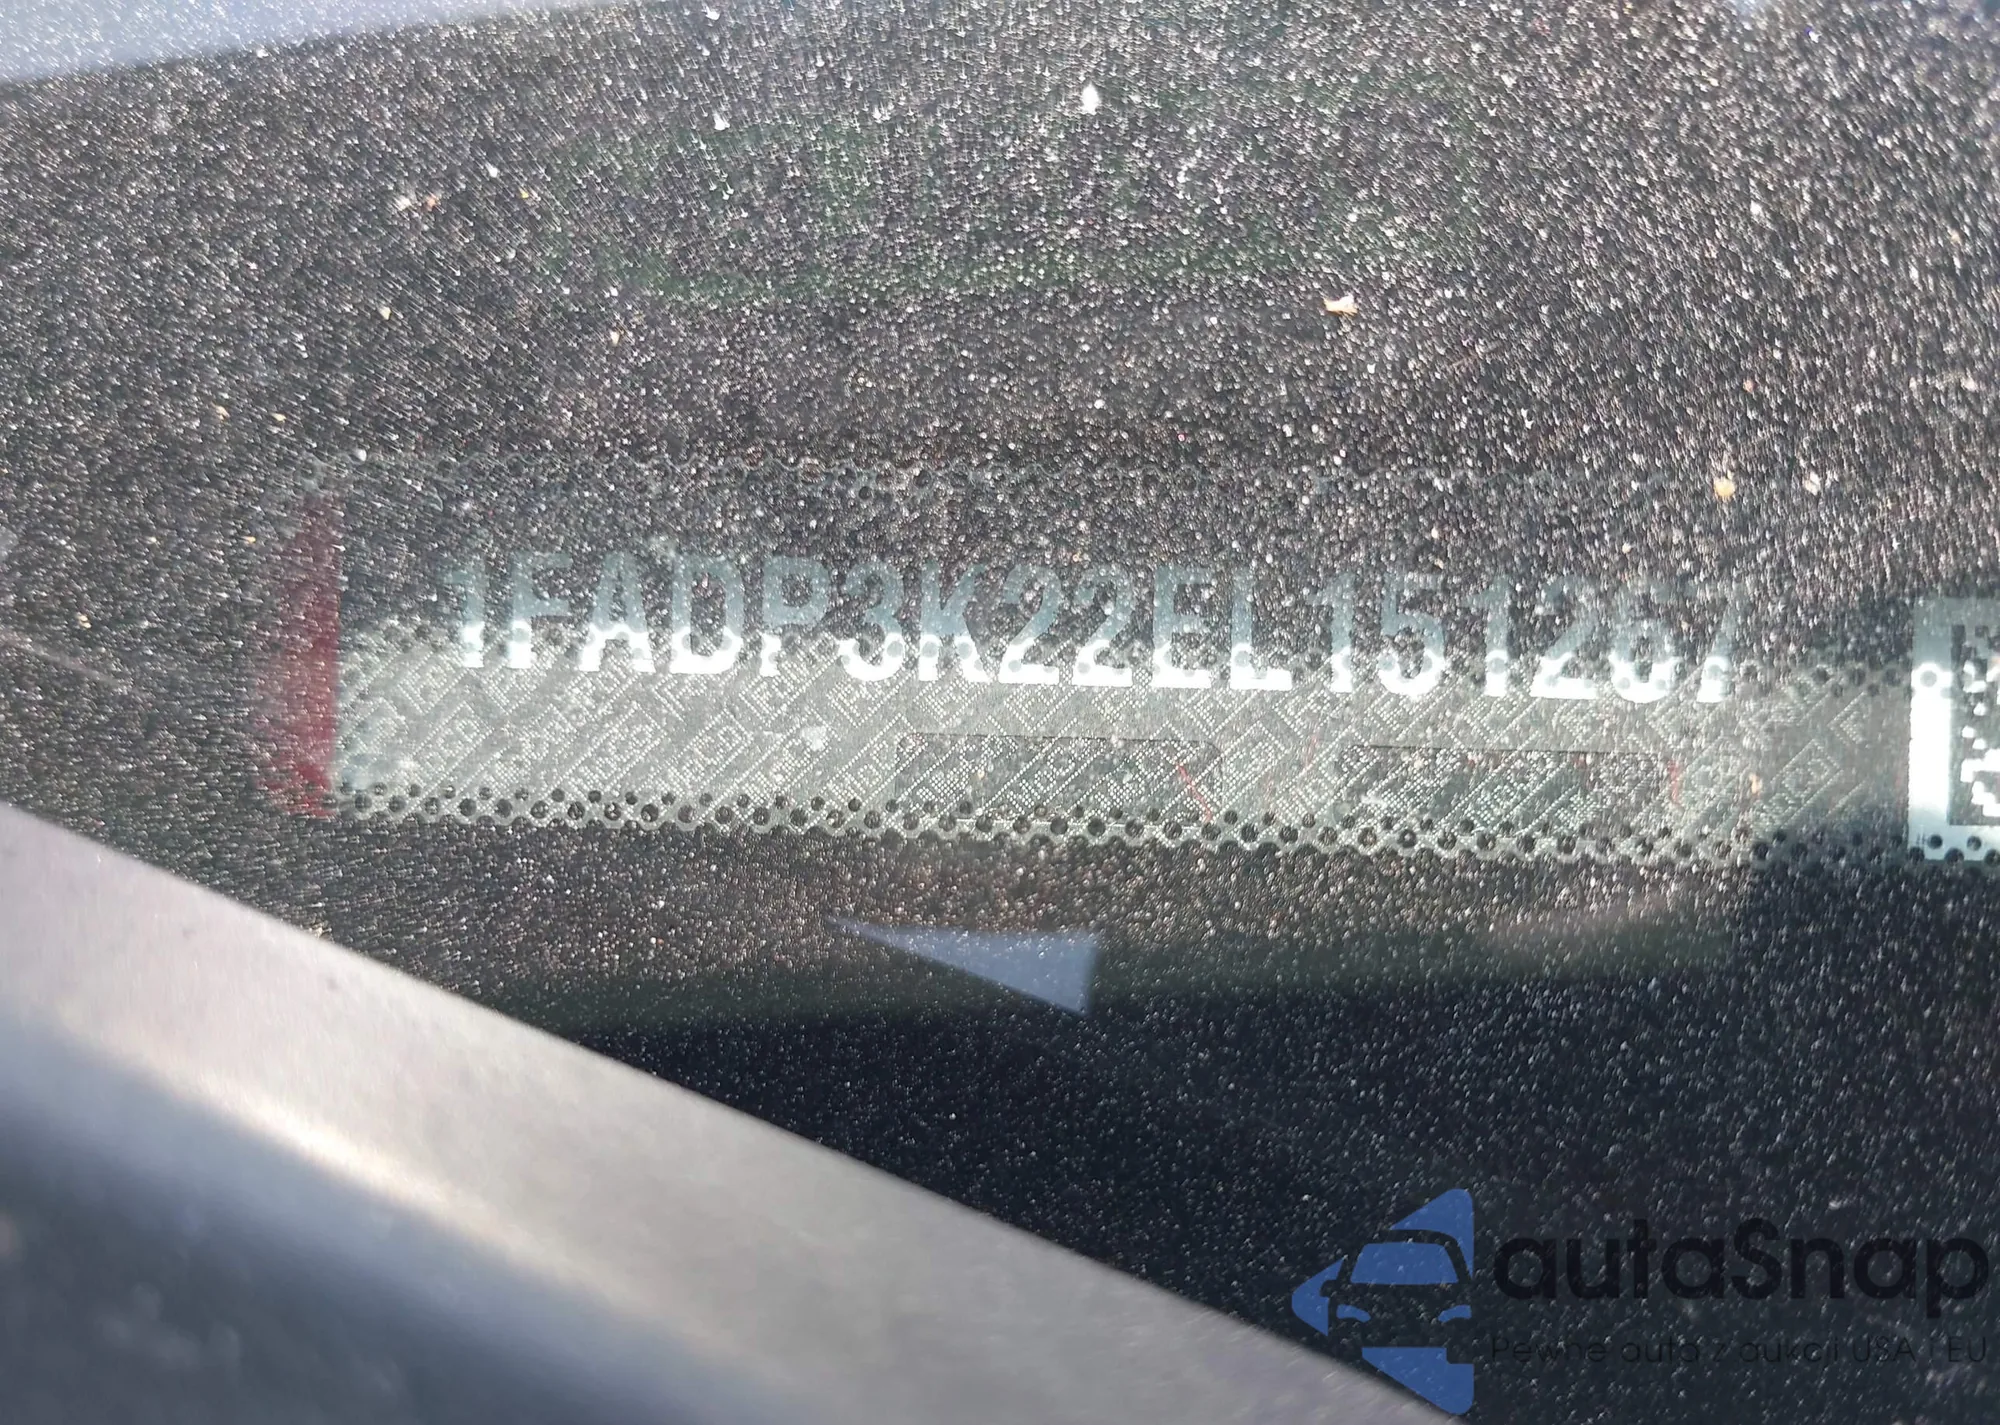 1FADP3K22EL151267
autaSnap
Pewne auta z aukcji USA i EU